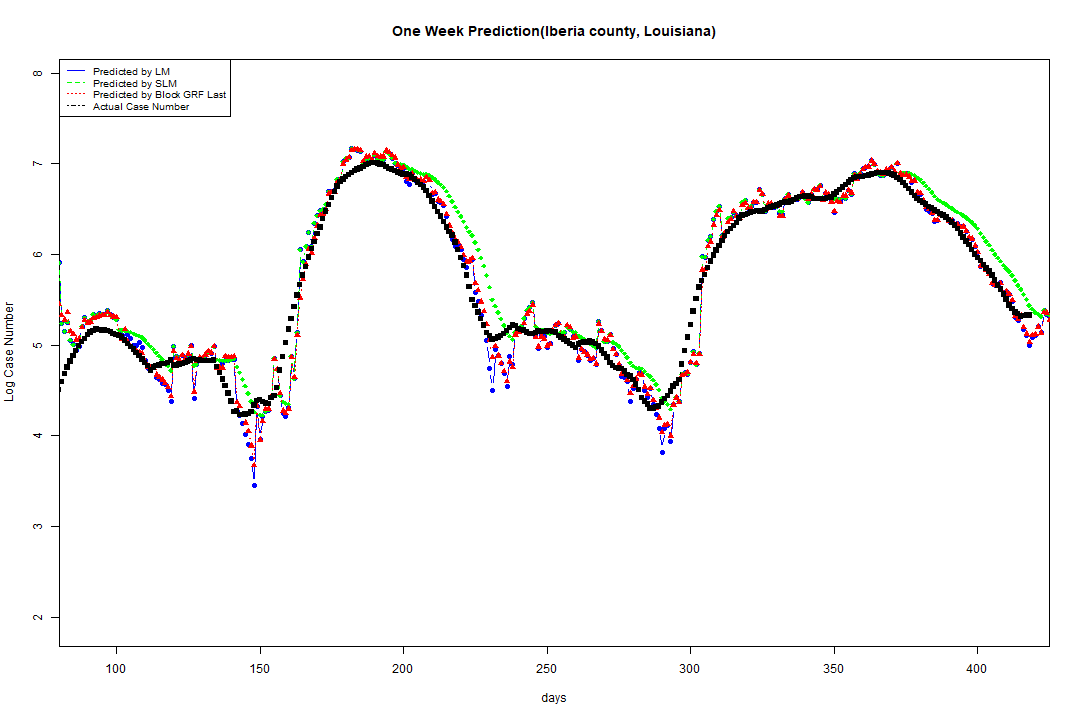 One Week Prediction(Iberia county, Louisiana)
Predicted by LM
Predicted by SLM
Predicted by Block GRF Last
Actual Case Number
Log Case Number
8
7
6
5
4
3
2
100 150 200 250 300 350 400
days